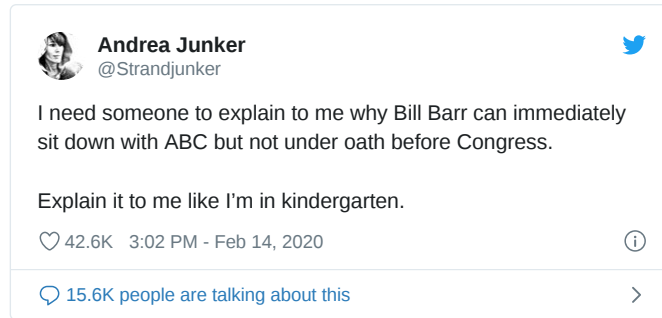 Andrea Junker
@Strandjunker
I need someone to explain to me why Bill Barr can immediately
sit down with ABC but not under oath before Congress.
Explain it to me like I’m in kindergarten.
42.6K 3:02 PM - Feb 14, 2020
15.6K people are talking about this